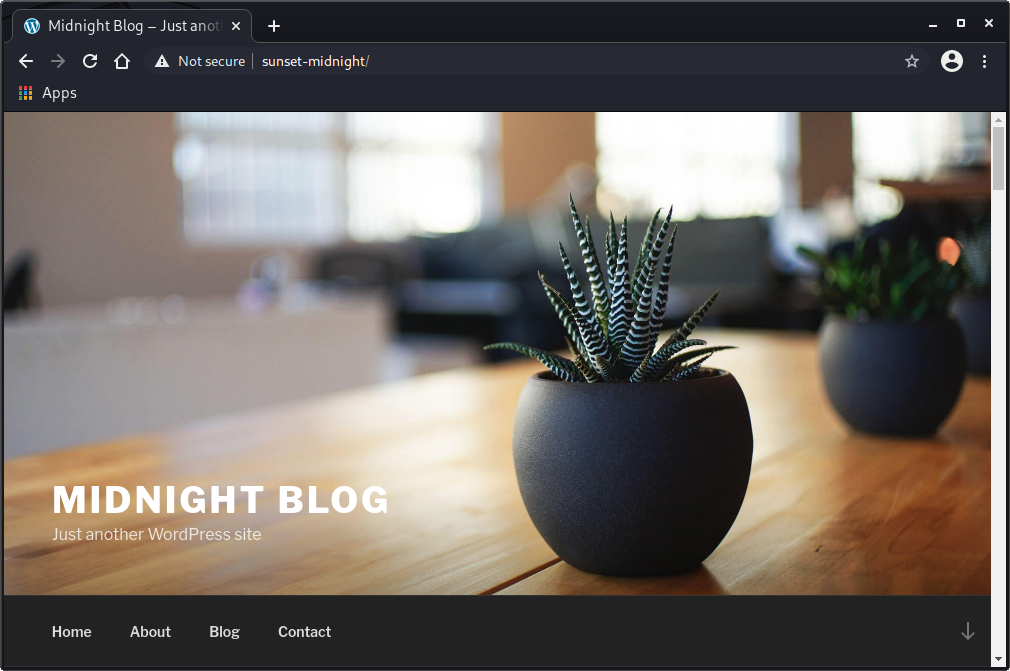 Midnight Blog – Just anot
Not secure | sunset-midnight/
Apps
MIDNIGHT BLOG
Just another WordPress site
Home About Blog Contact